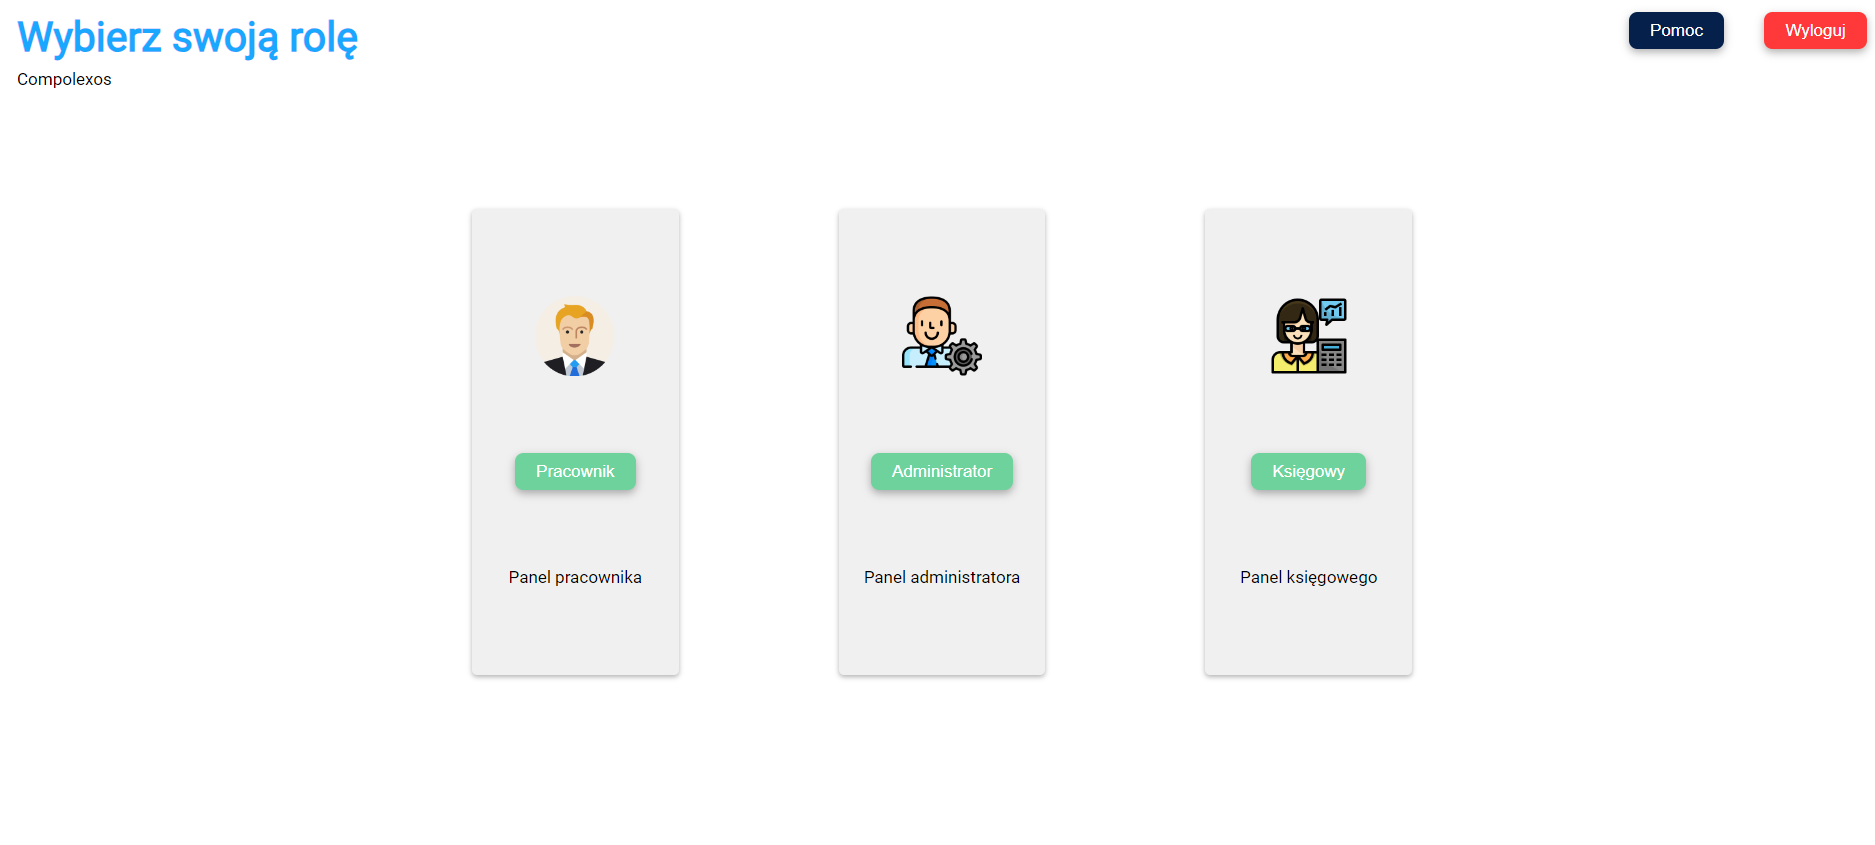 Wybierz swoją rolę
Compolexos
Pomoc
Wyloguj
Pracownik
Administrator
Księgowy
Panel pracownika
Panel administratora
Panel księgowego